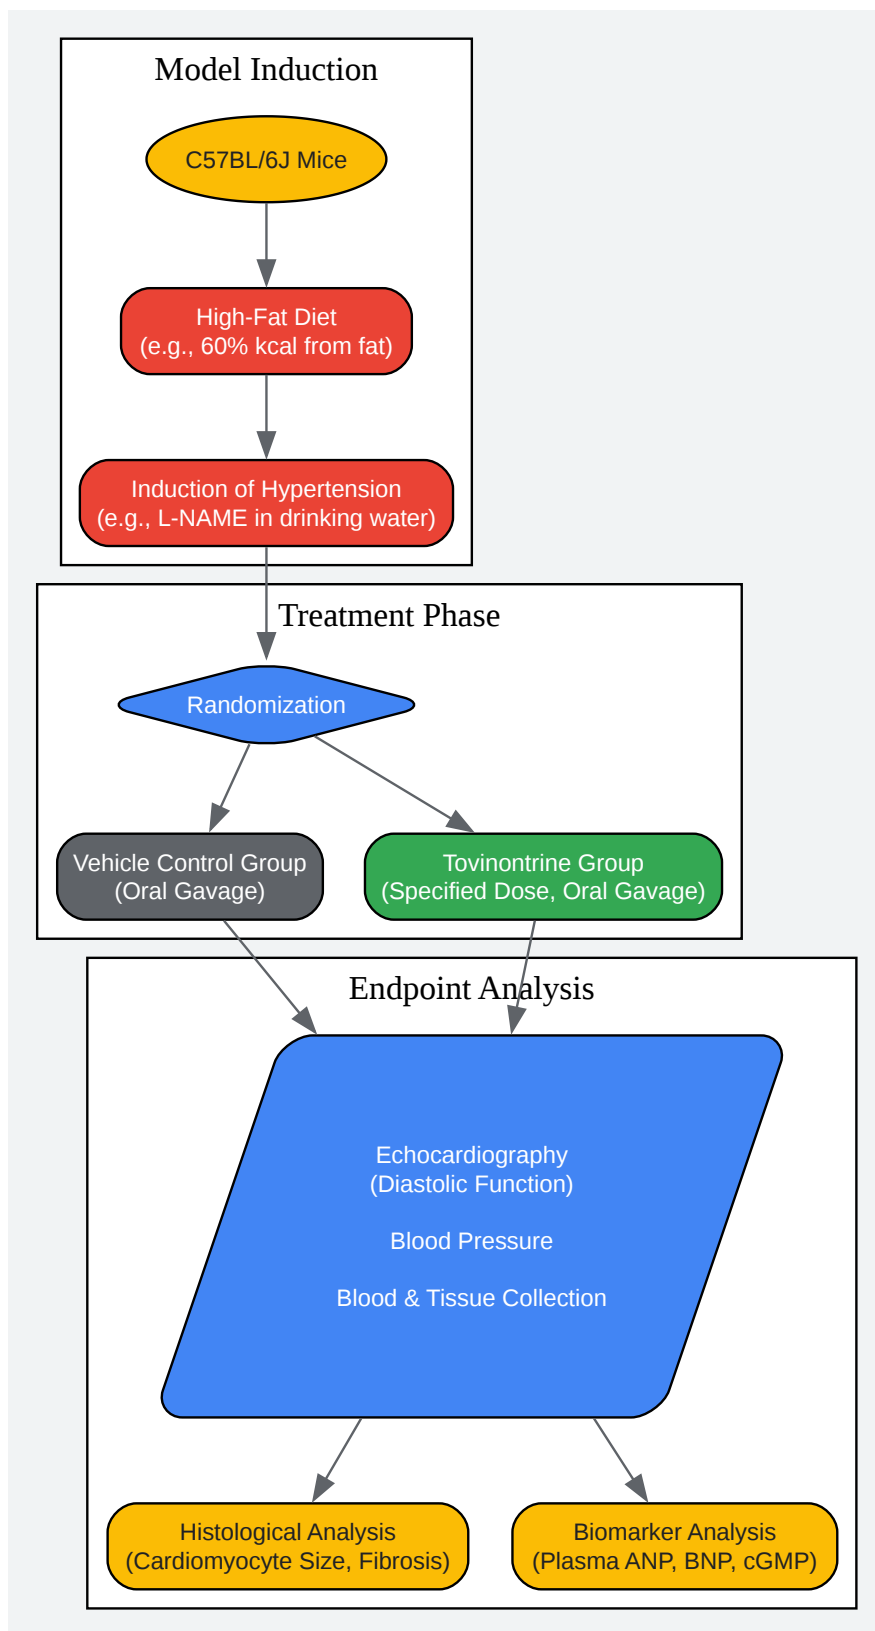 Model Induction
C57BL/6J Mice
High-Fat Diet
(e.g., 60% kcal from fat)
Induction of Hypertension
(e.g., L-NAME in drinking water)
Treatment Phase
Randomization
Vehicle Control Group
(Oral Gavage)
Tovinontrine Group
(Specified Dose, Oral Gavage)
Endpoint Analysis
Echocardiography
(Diastolic Function)
Blood Pressure
Blood & Tissue Collection
Histological Analysis
(Cardiomyocyte Size, Fibrosis)
Biomarker Analysis
(Plasma ANP, BNP, cGMP)